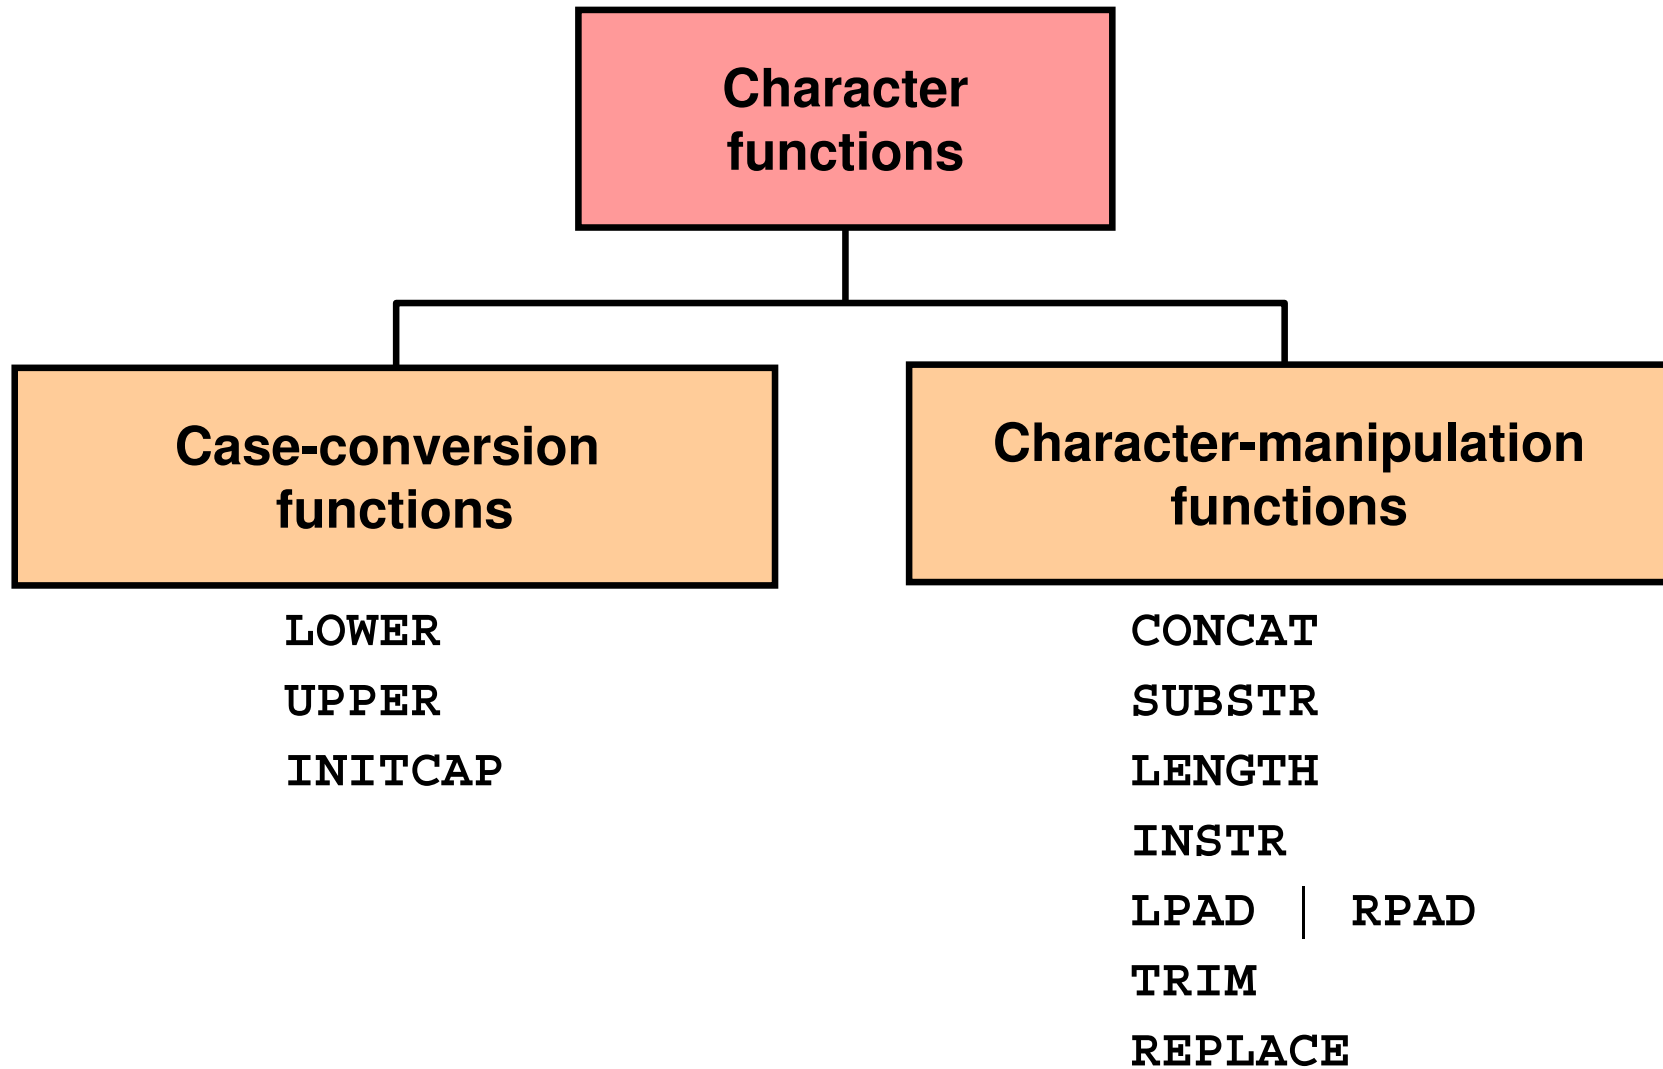 Character
functions
Case-conversion
functions
Character-manipulation
functions
LOWER
UPPER
INITCAP
CONCAT
SUBSTR
LENGTH
INSTR
LPAD | RPAD
TRIM
REPLACE